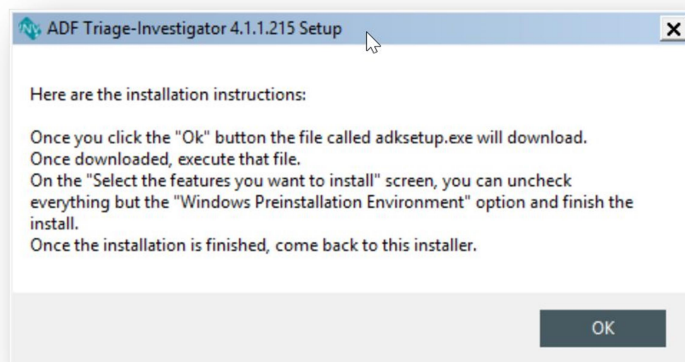 ADF Triage-Investigator 4.1.1.215 Setup
Here are the installation instructions:
Once you click the "Ok" button the file called adksetup.exe will download.
Once downloaded, execute that file.
On the "Select the features you want to install" screen, you can uncheck
everything but the "Windows Preinstallation Environment" option and finish the
install.
Once the installation is finished, come back to this installer.
OK